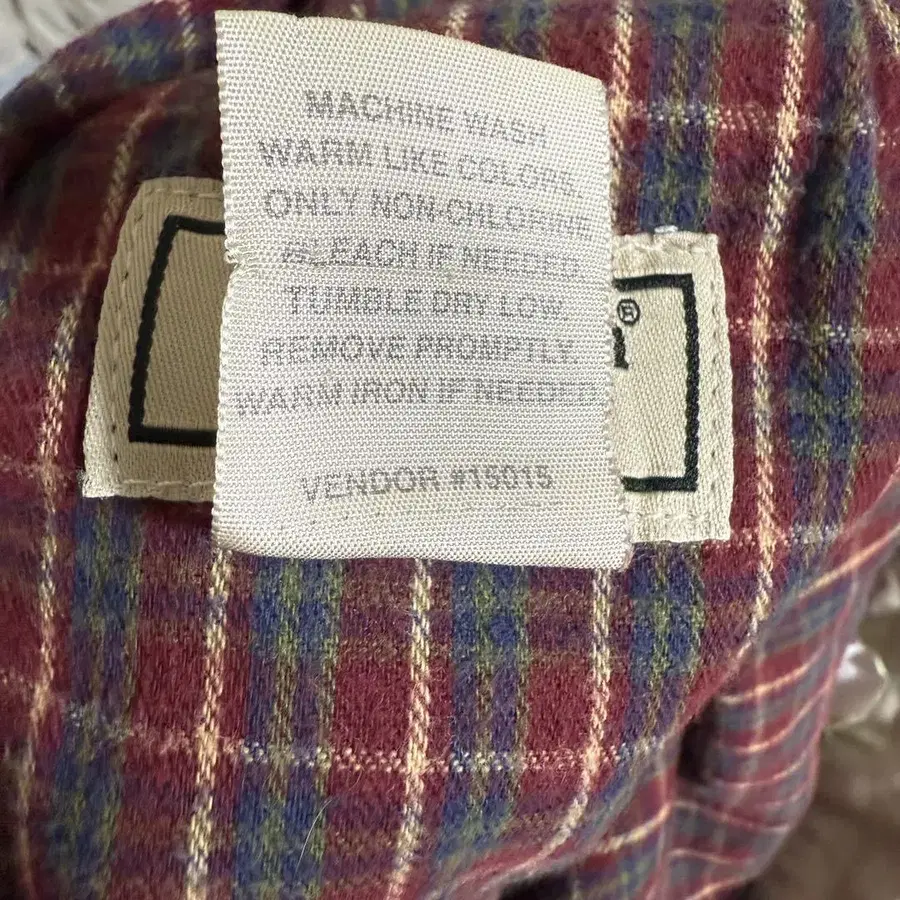 MACHINE WASH
WARM LIKE COLORS.
ONLY NON-CHLORINE
BLEACH IF NEEDED.
TUMBLE DRY LOW.
REMOVE PROMPTLY.
WARM IRON IF NEEDED.
VENDOR #15015
r®